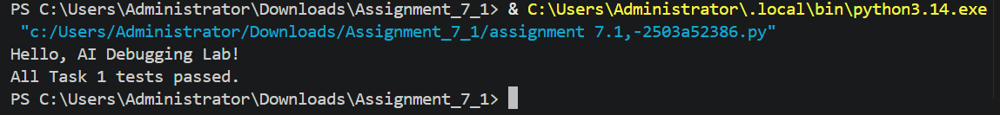 PS C:\Users\Administrator\Downloads\Assignment_7_1> & C:\Users\Administrator\.local\bin\python3.14.exe
"c:/Users/Administrator/Downloads/Assignment_7_1/assignment 7.1,-2503a52386.py"
Hello, AI Debugging Lab!
All Task 1 tests passed.
PS C:\Users\Administrator\Downloads\Assignment_7_1>